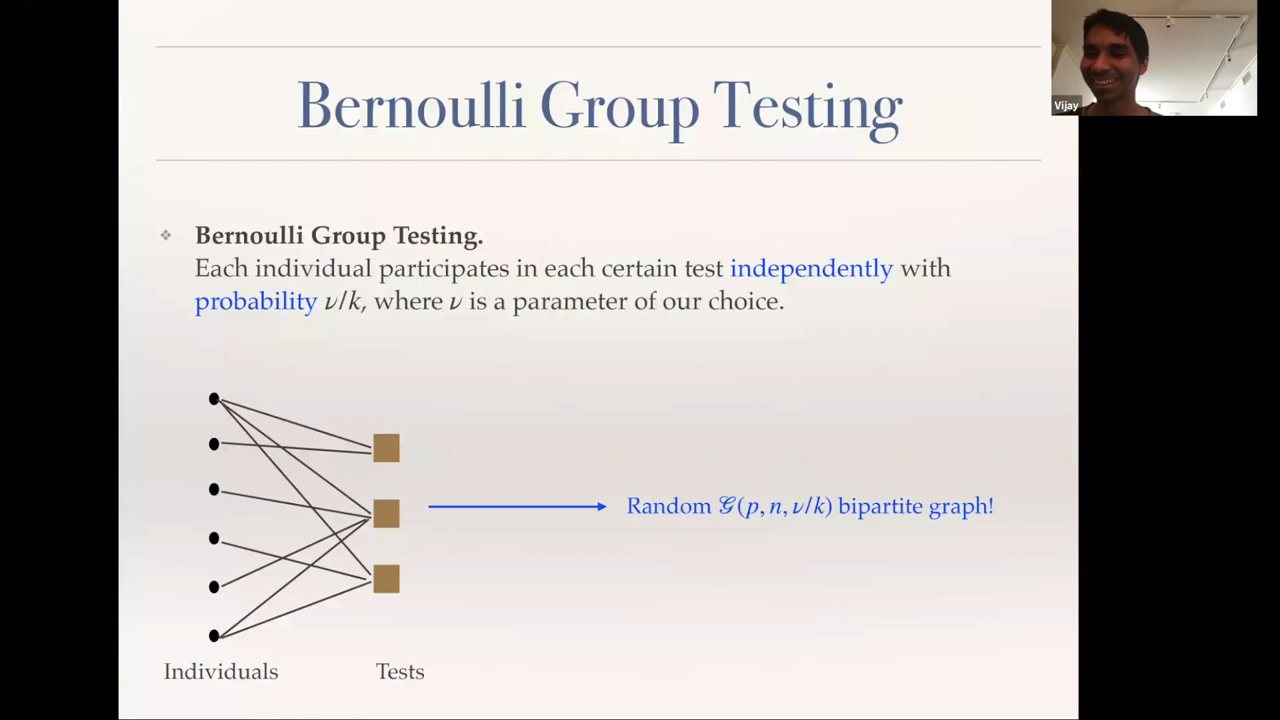 Bernoulli Group Testing
Vijay
Bernoulli Group Testing.
Each individual participates in each certain test independently with
probability ν/k, where ν is a parameter of our choice.
Random 𝒢(p, n, ν/k) bipartite graph!
Individuals
Tests